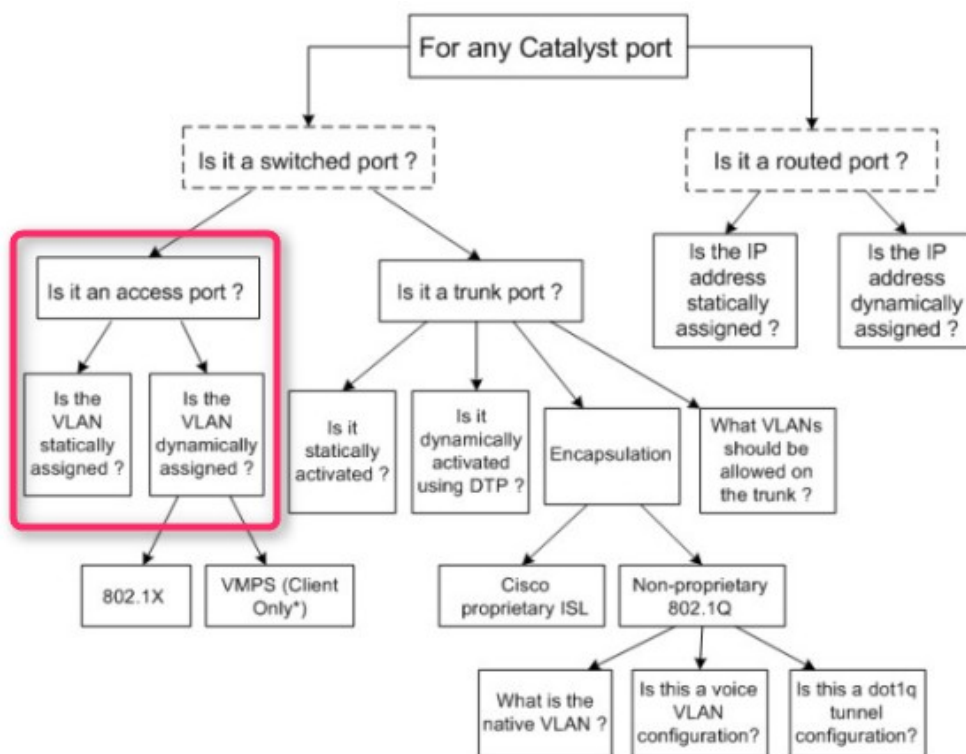 For any Catalyst port
Is it a switched port ?
Is it a routed port ?
Is it an access port ?
Is it a trunk port ?
Is the IP
address
statically
assigned ?
Is the IP
address
dynamically
assigned ?
Is the
VLAN
statically
assigned ?
Is the
VLAN
dynamically
assigned ?
Is it
statically
activated ?
Is it
dynamically
activated
using DTP ?
Encapsulation
What VLANs
should be
allowed on
the trunk ?
802.1X
VMPS (Client
Only*)
Cisco
proprietary ISL
Non-proprietary
802.1Q
What is the
native VLAN ?
Is this a voice
VLAN
configuration?
Is this a dot1q
tunnel
configuration?